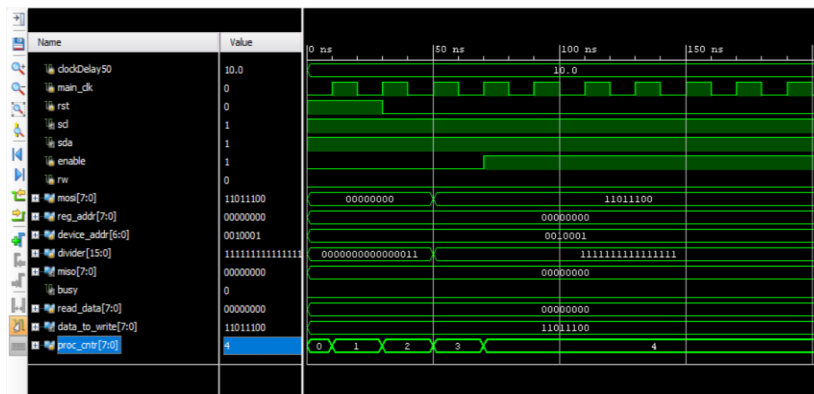 Name Value 0 ns 50 ns 100 ns 150 ns
clockDelay50 10.0 10.0
main_clk 0
rst 0
scl 1
sda 1
enable 1
rw 0
mosi[7:0] 11011100 00000000 11011100
reg_addr[7:0] 00000000 00000000
device_addr[6:0] 0010001 0010001
divider[15:0] 111111111111111 0000000000000011 1111111111111111
miso[7:0] 00000000 00000000
busy 0
read_data[7:0] 00000000 00000000
data_to_write[7:0] 11011100 11011100
proc_cntr[7:0] 4 0 1 2 3 4